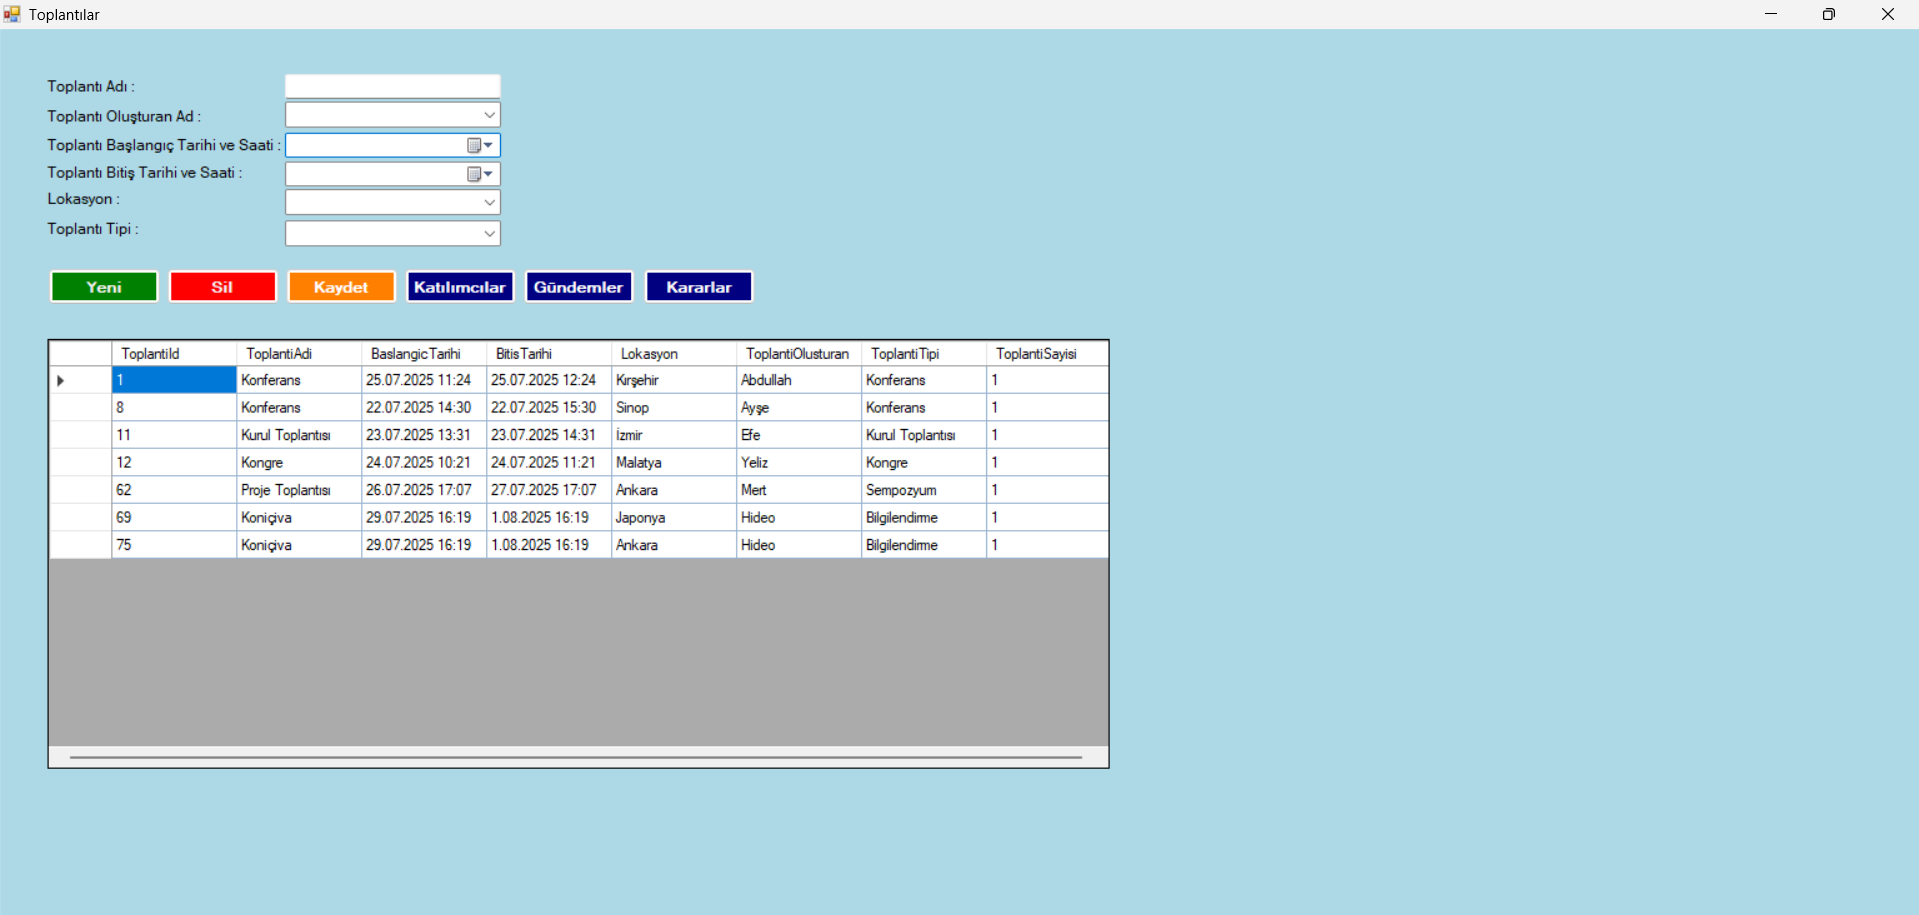 Toplantılar
Toplantı Adı :
Toplantı Oluşturan Ad :
Toplantı Başlangıç Tarihi ve Saati :
Toplantı Bitiş Tarihi ve Saati :
Lokasyon :
Toplantı Tipi :
Yeni Sil Kaydet Katılımcılar Gündemler Kararlar
ToplantiId ToplantiAdi BaslangicTarihi BitisTarihi Lokasyon ToplantiOlusturan ToplantiTipi ToplantiSayisi
1 Konferans 25.07.2025 11:24 25.07.2025 12:24 Kırşehir Abdullah Konferans 1
8 Konferans 22.07.2025 14:30 22.07.2025 15:30 Sinop Ayşe Konferans 1
11 Kurul Toplantısı 23.07.2025 13:31 23.07.2025 14:31 İzmir Efe Kurul Toplantısı 1
12 Kongre 24.07.2025 10:21 24.07.2025 11:21 Malatya Yeliz Kongre 1
62 Proje Toplantısı 26.07.2025 17:07 27.07.2025 17:07 Ankara Mert Sempozyum 1
69 Koniçiva 29.07.2025 16:19 1.08.2025 16:19 Japonya Hideo Bilgilendirme 1
75 Koniçiva 29.07.2025 16:19 1.08.2025 16:19 Ankara Hideo Bilgilendirme 1